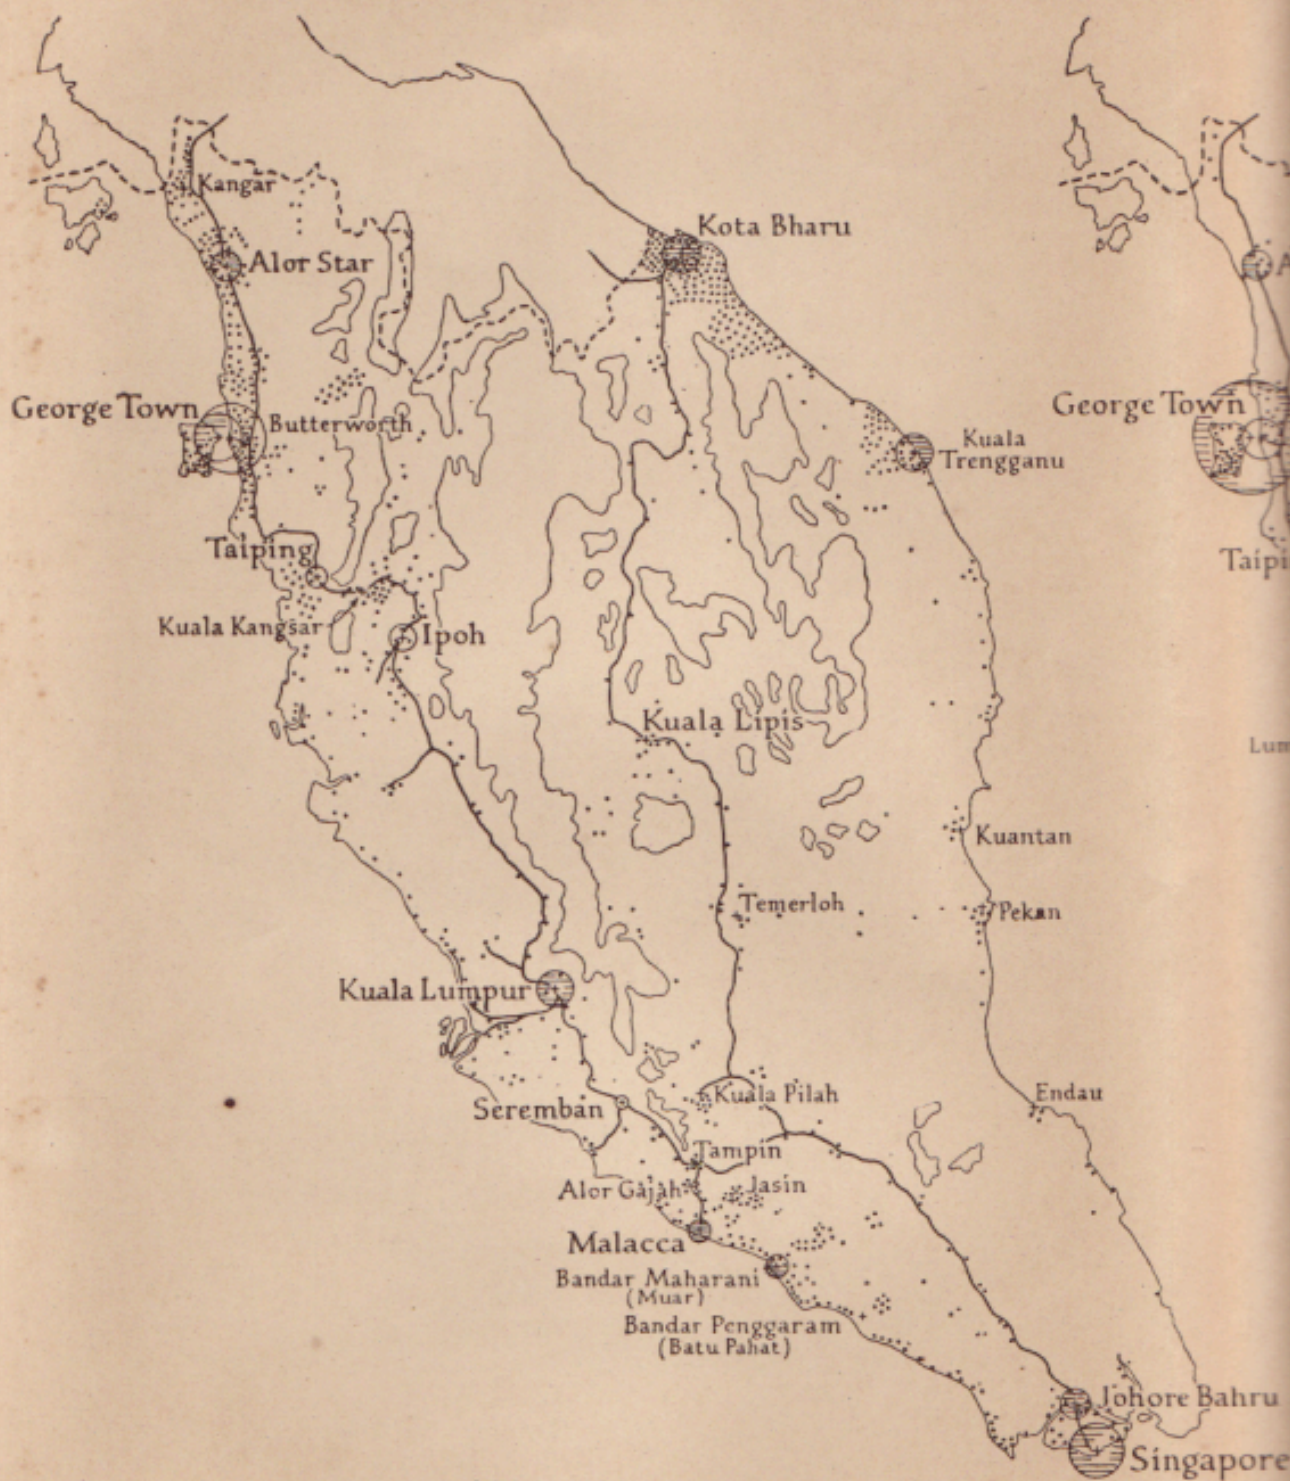 Kangar
Kota Bharu
Alor Star
George Town
George Town
Butterworth
Kuala
Trengganu
Taiping
Taipi
Kuala Kangsar
Ipoh
Kuala Lipis
Lum
Kuantan
Temerloh
Pekan
Kuala Lumpur
Kuala Pilah
Endau
Seremban
Tampin
Alor Gajah
Jasin
Malacca
Bandar Maharani
(Muar)
Bandar Penggaram
(Batu Pahat)
Johore Bahru
Singapore